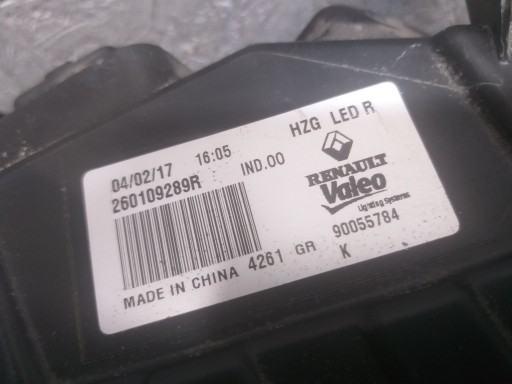 HZG LED R
04/02/17 16:05
260109289R IND.00
RENAULT
Valeo
Lighting Systems
90055784
MADE IN CHINA 4261 GR K